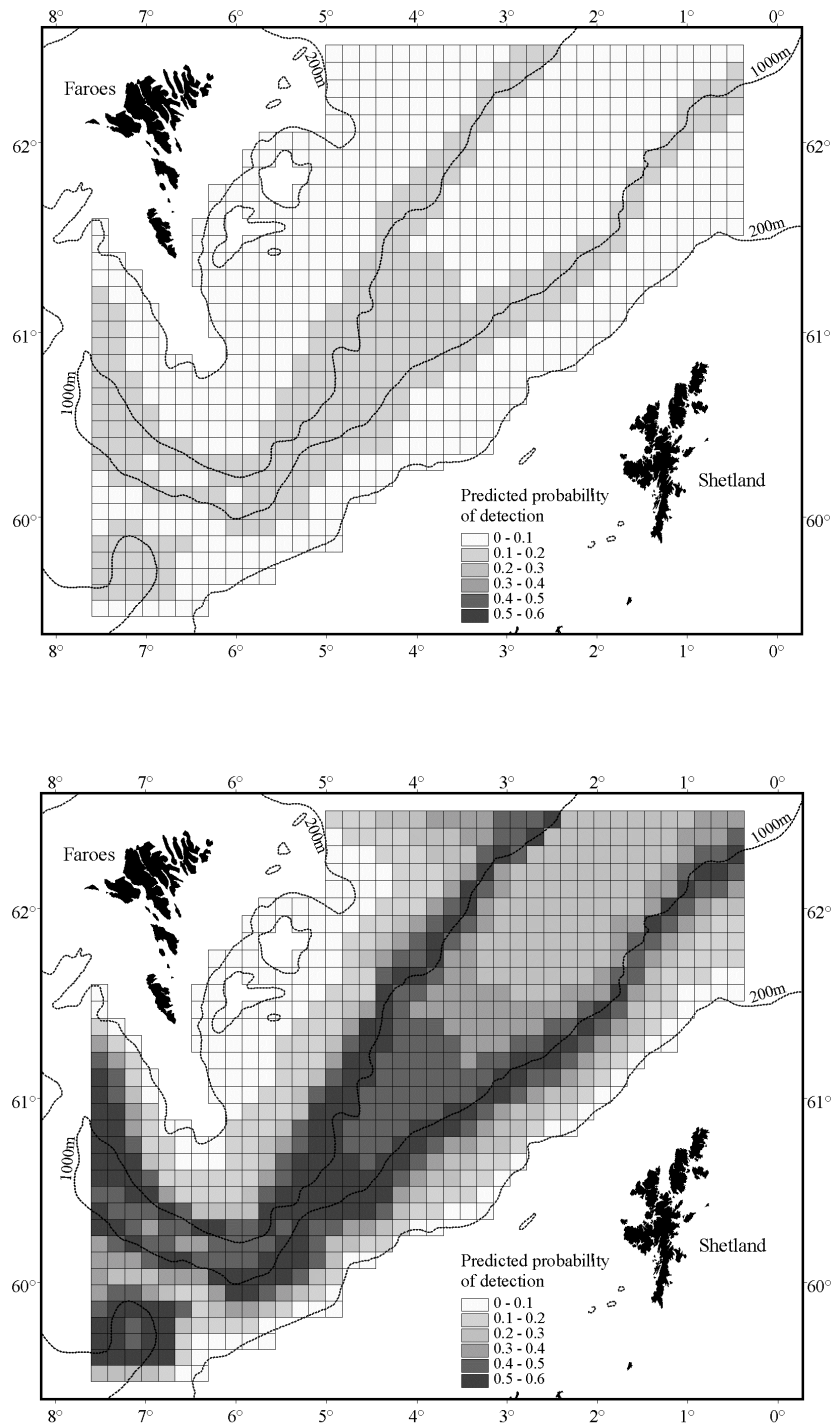 8° 7° 6° 5° 4° 3° 2° 1° 0°
200m
1000m
Faroes
62° 62°
200m
61° 61°
1000m
Shetland
Predicted probability
of detection
60° 60°
0 - 0.1
0.1 - 0.2
0.2 - 0.3
0.3 - 0.4
0.4 - 0.5
0.5 - 0.6
8° 7° 6° 5° 4° 3° 2° 1° 0°
8° 7° 6° 5° 4° 3° 2° 1° 0°
200m
1000m
Faroes
62° 62°
200m
61° 61°
1000m
Shetland
Predicted probability
of detection
60° 60°
0 - 0.1
0.1 - 0.2
0.2 - 0.3
0.3 - 0.4
0.4 - 0.5
0.5 - 0.6
8° 7° 6° 5° 4° 3° 2° 1° 0°